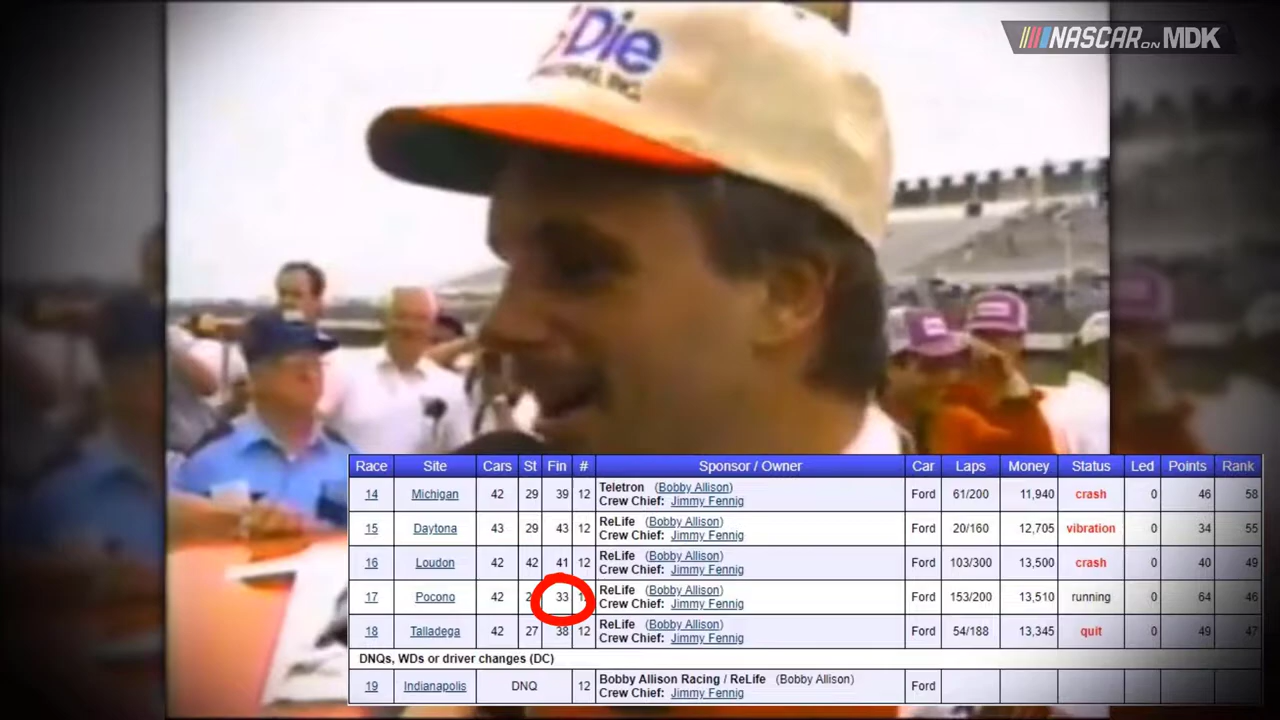 Die
INC.
NASCAR ON MDK
Race Site Cars St Fin # Sponsor / Owner Car Laps Money Status Led Points Rank
14 Michigan 42 29 39 12 Teletron (Bobby Allison) Ford 61/200 11,940 crash 0 46 58
Crew Chief: Jimmy Fennig
15 Daytona 43 29 43 12 ReLife (Bobby Allison) Ford 20/160 12,705 vibration 0 34 55
Crew Chief: Jimmy Fennig
16 Loudon 42 42 41 12 ReLife (Bobby Allison) Ford 103/300 13,500 crash 0 40 49
Crew Chief: Jimmy Fennig
17 Pocono 42 33 ReLife (Bobby Allison) Ford 153/200 13,510 running 0 64 46
Crew Chief: Jimmy Fennig
18 Talladega 42 27 38 12 ReLife (Bobby Allison) Ford 54/188 13,345 quit 0 49 47
Crew Chief: Jimmy Fennig
DNQs, WDs or driver changes (DC)
19 Indianapolis DNQ 12 Bobby Allison Racing / ReLife (Bobby Allison) Ford
Crew Chief: Jimmy Fennig